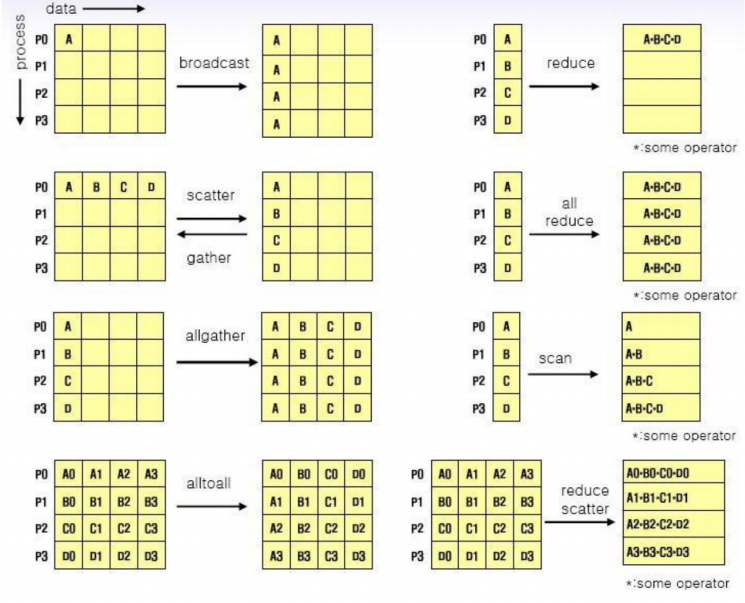 data
process
P0 A
P1
P2
P3
broadcast
A
A
A
A
P0 A
P1 B
P2 C
P3 D
reduce
A*B*C*D
*:some operator
P0 A B C D
P1
P2
P3
scatter
gather
A
B
C
D
P0 A
P1 B
P2 C
P3 D
all
reduce
A*B*C*D
A*B*C*D
A*B*C*D
A*B*C*D
*:some operator
P0 A
P1 B
P2 C
P3 D
allgather
A B C D
A B C D
A B C D
A B C D
P0 A
P1 B
P2 C
P3 D
scan
A
A*B
A*B*C
A*B*C*D
*:some operator
P0 A0 A1 A2 A3
P1 B0 B1 B2 B3
P2 C0 C1 C2 C3
P3 D0 D1 D2 D3
alltoall
A0 B0 C0 D0
A1 B1 C1 D1
A2 B2 C2 D2
A3 B3 C3 D3
P0 A0 A1 A2 A3
P1 B0 B1 B2 B3
P2 C0 C1 C2 C3
P3 D0 D1 D2 D3
reduce
scatter
A0*B0*C0*D0
A1*B1*C1*D1
A2*B2*C2*D2
A3*B3*C3*D3
*:some operator